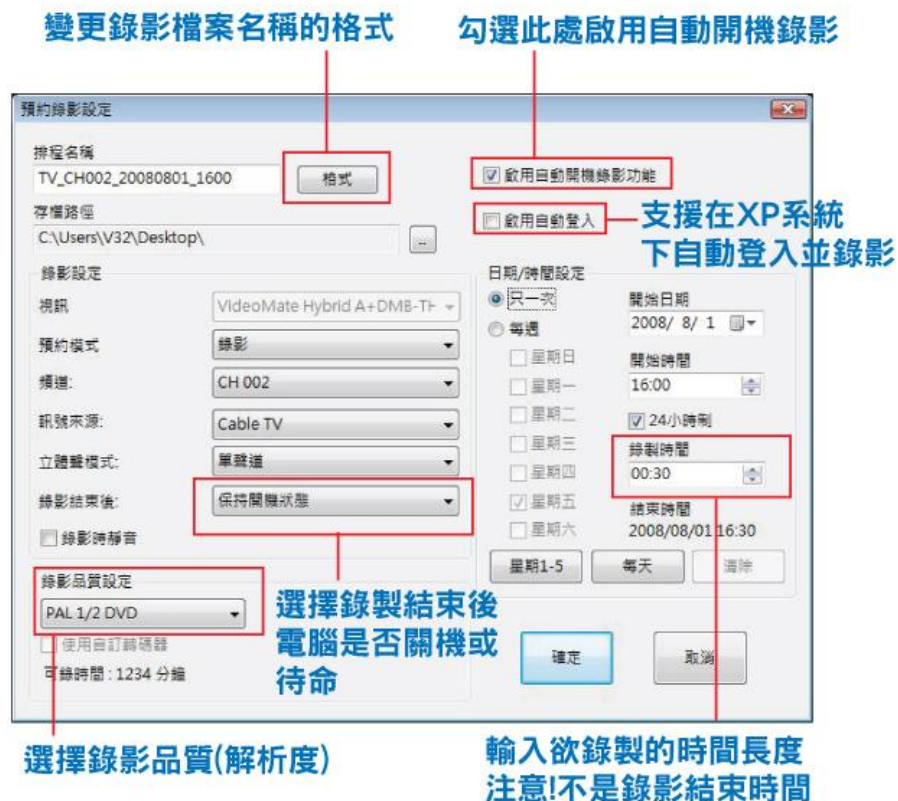 變更錄影檔案名稱的格式
勾選此處啟用自動開機錄影
預約錄影設定
排程名稱
TV_CH002_20080801_1600
格式
啟用自動開機錄影功能
存檔路徑
C:\Users\V32\Desktop\
..
啟用自動登入
支援在XP系統
下自動登入並錄影
錄影設定
視訊
VideoMate Hybrid A+DMB-TH
預約模式
錄影
頻道:
CH 002
訊號來源:
Cable TV
立體聲模式:
單聲道
錄影結束後:
保持開機狀態
錄影時靜音
日期/時間設定
只一次
每週
星期日
星期一
星期二
星期三
星期四
星期五
星期六
開始日期
2008/ 8/ 1
開始時間
16:00
24小時制
錄製時間
00:30
結束時間
2008/08/01 16:30
星期1-5
每天
清除
錄影品質設定
PAL 1/2 DVD
使用自訂編碼器
可錄時間 : 1234 分鐘
選擇錄製結束後
電腦是否關機或
待命
確定
取消
選擇錄影品質(解析度)
輸入欲錄製的時間長度
注意!不是錄影結束時間